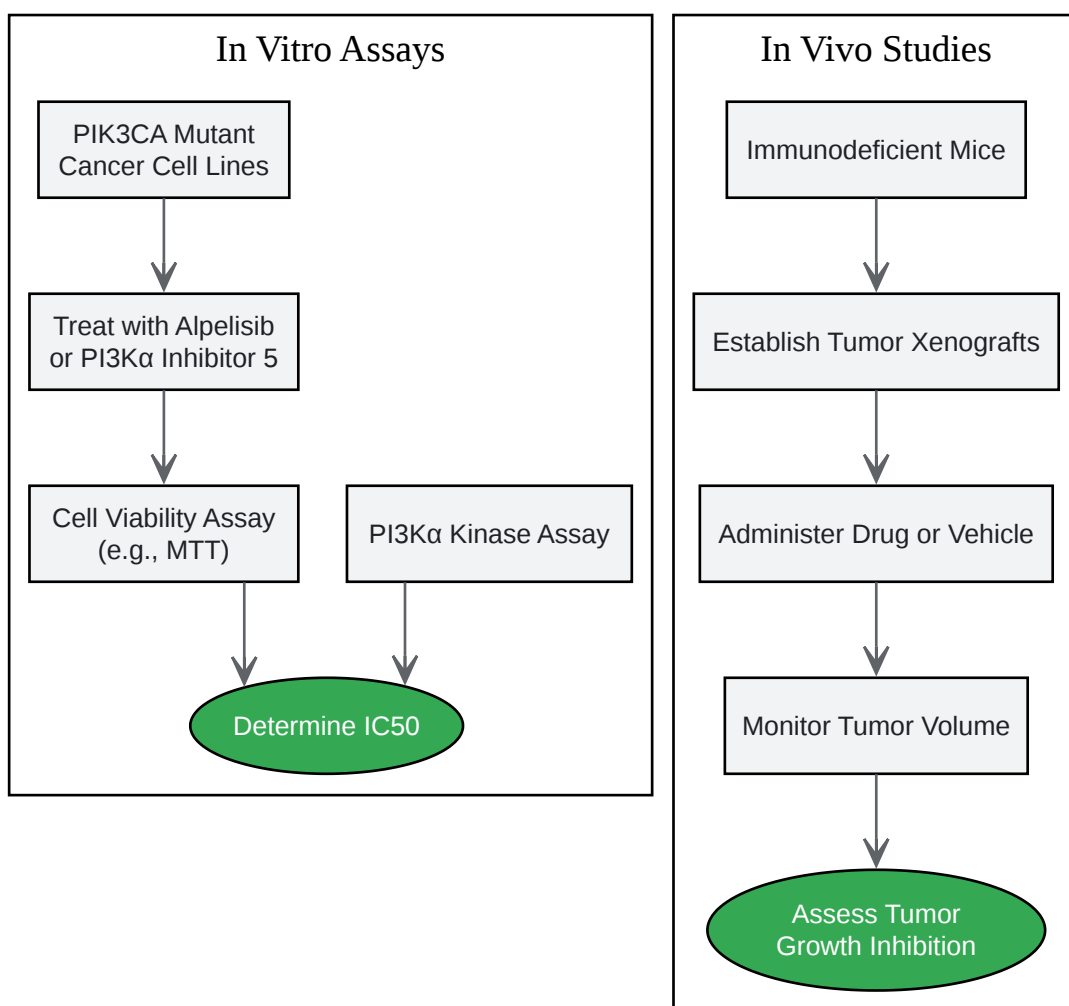 In Vitro Assays
PIK3CA Mutant
Cancer Cell Lines
Treat with Alpelisib
or PI3Kα Inhibitor 5
Cell Viability Assay
(e.g., MTT)
PI3Kα Kinase Assay
Determine IC50
In Vivo Studies
Immunodeficient Mice
Establish Tumor Xenografts
Administer Drug or Vehicle
Monitor Tumor Volume
Assess Tumor
Growth Inhibition